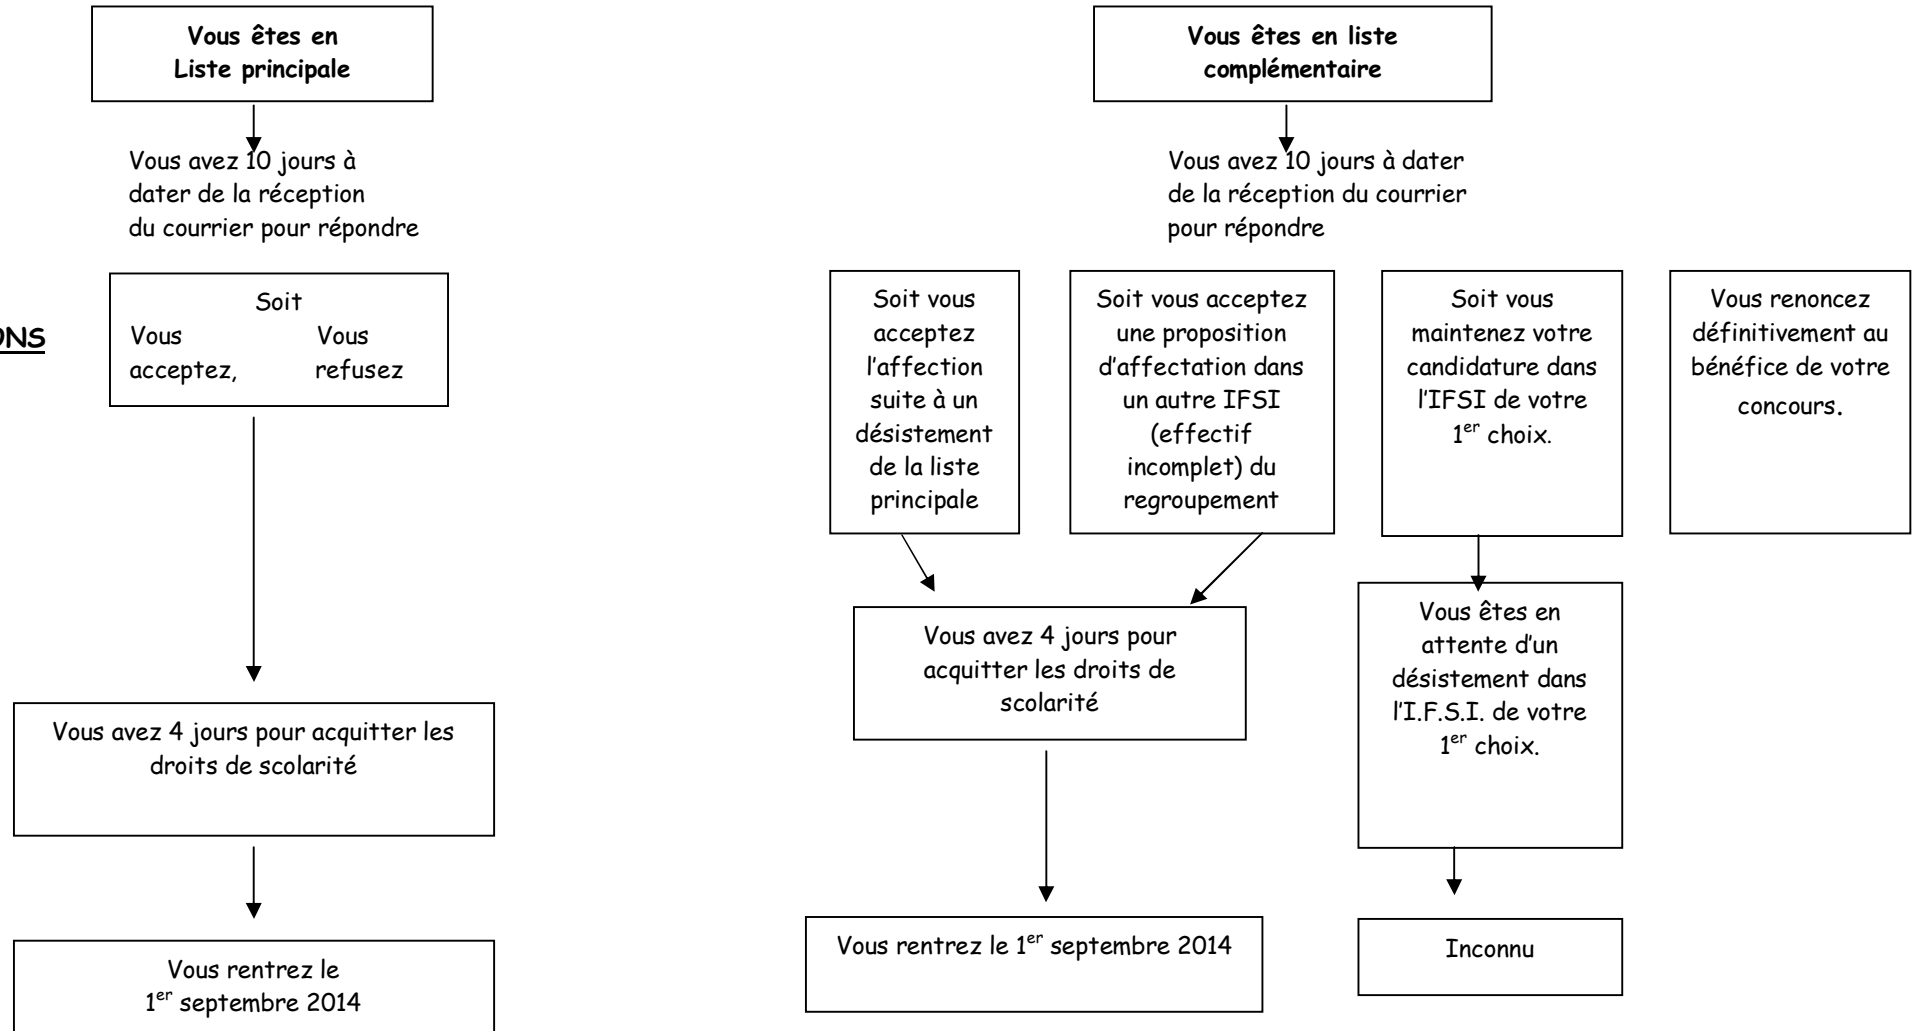 Vous êtes en
Liste principale
Vous avez 10 jours à
dater de la réception
du courrier pour répondre
ONS
Soit
Vous Vous
acceptez, refusez
Vous avez 4 jours pour acquitter les
droits de scolarité
Vous rentrez le
1er septembre 2014
Vous êtes en liste
complémentaire
Vous avez 10 jours à dater
de la réception du courrier
pour répondre
Soit vous
acceptez
l'affection
suite à un
désistement
de la liste
principale
Soit vous acceptez
une proposition
d'affectation dans
un autre IFSI
(effectif
incomplet) du
regroupement
Soit vous
maintenez votre
candidature dans
l'IFSI de votre
1er choix.
Vous renoncez
définitivement au
bénéfice de votre
concours.
Vous avez 4 jours pour
acquitter les droits de
scolarité
Vous êtes en
attente d'un
désistement dans
l'I.F.S.I. de votre
1er choix.
Vous rentrez le 1er septembre 2014
Inconnu